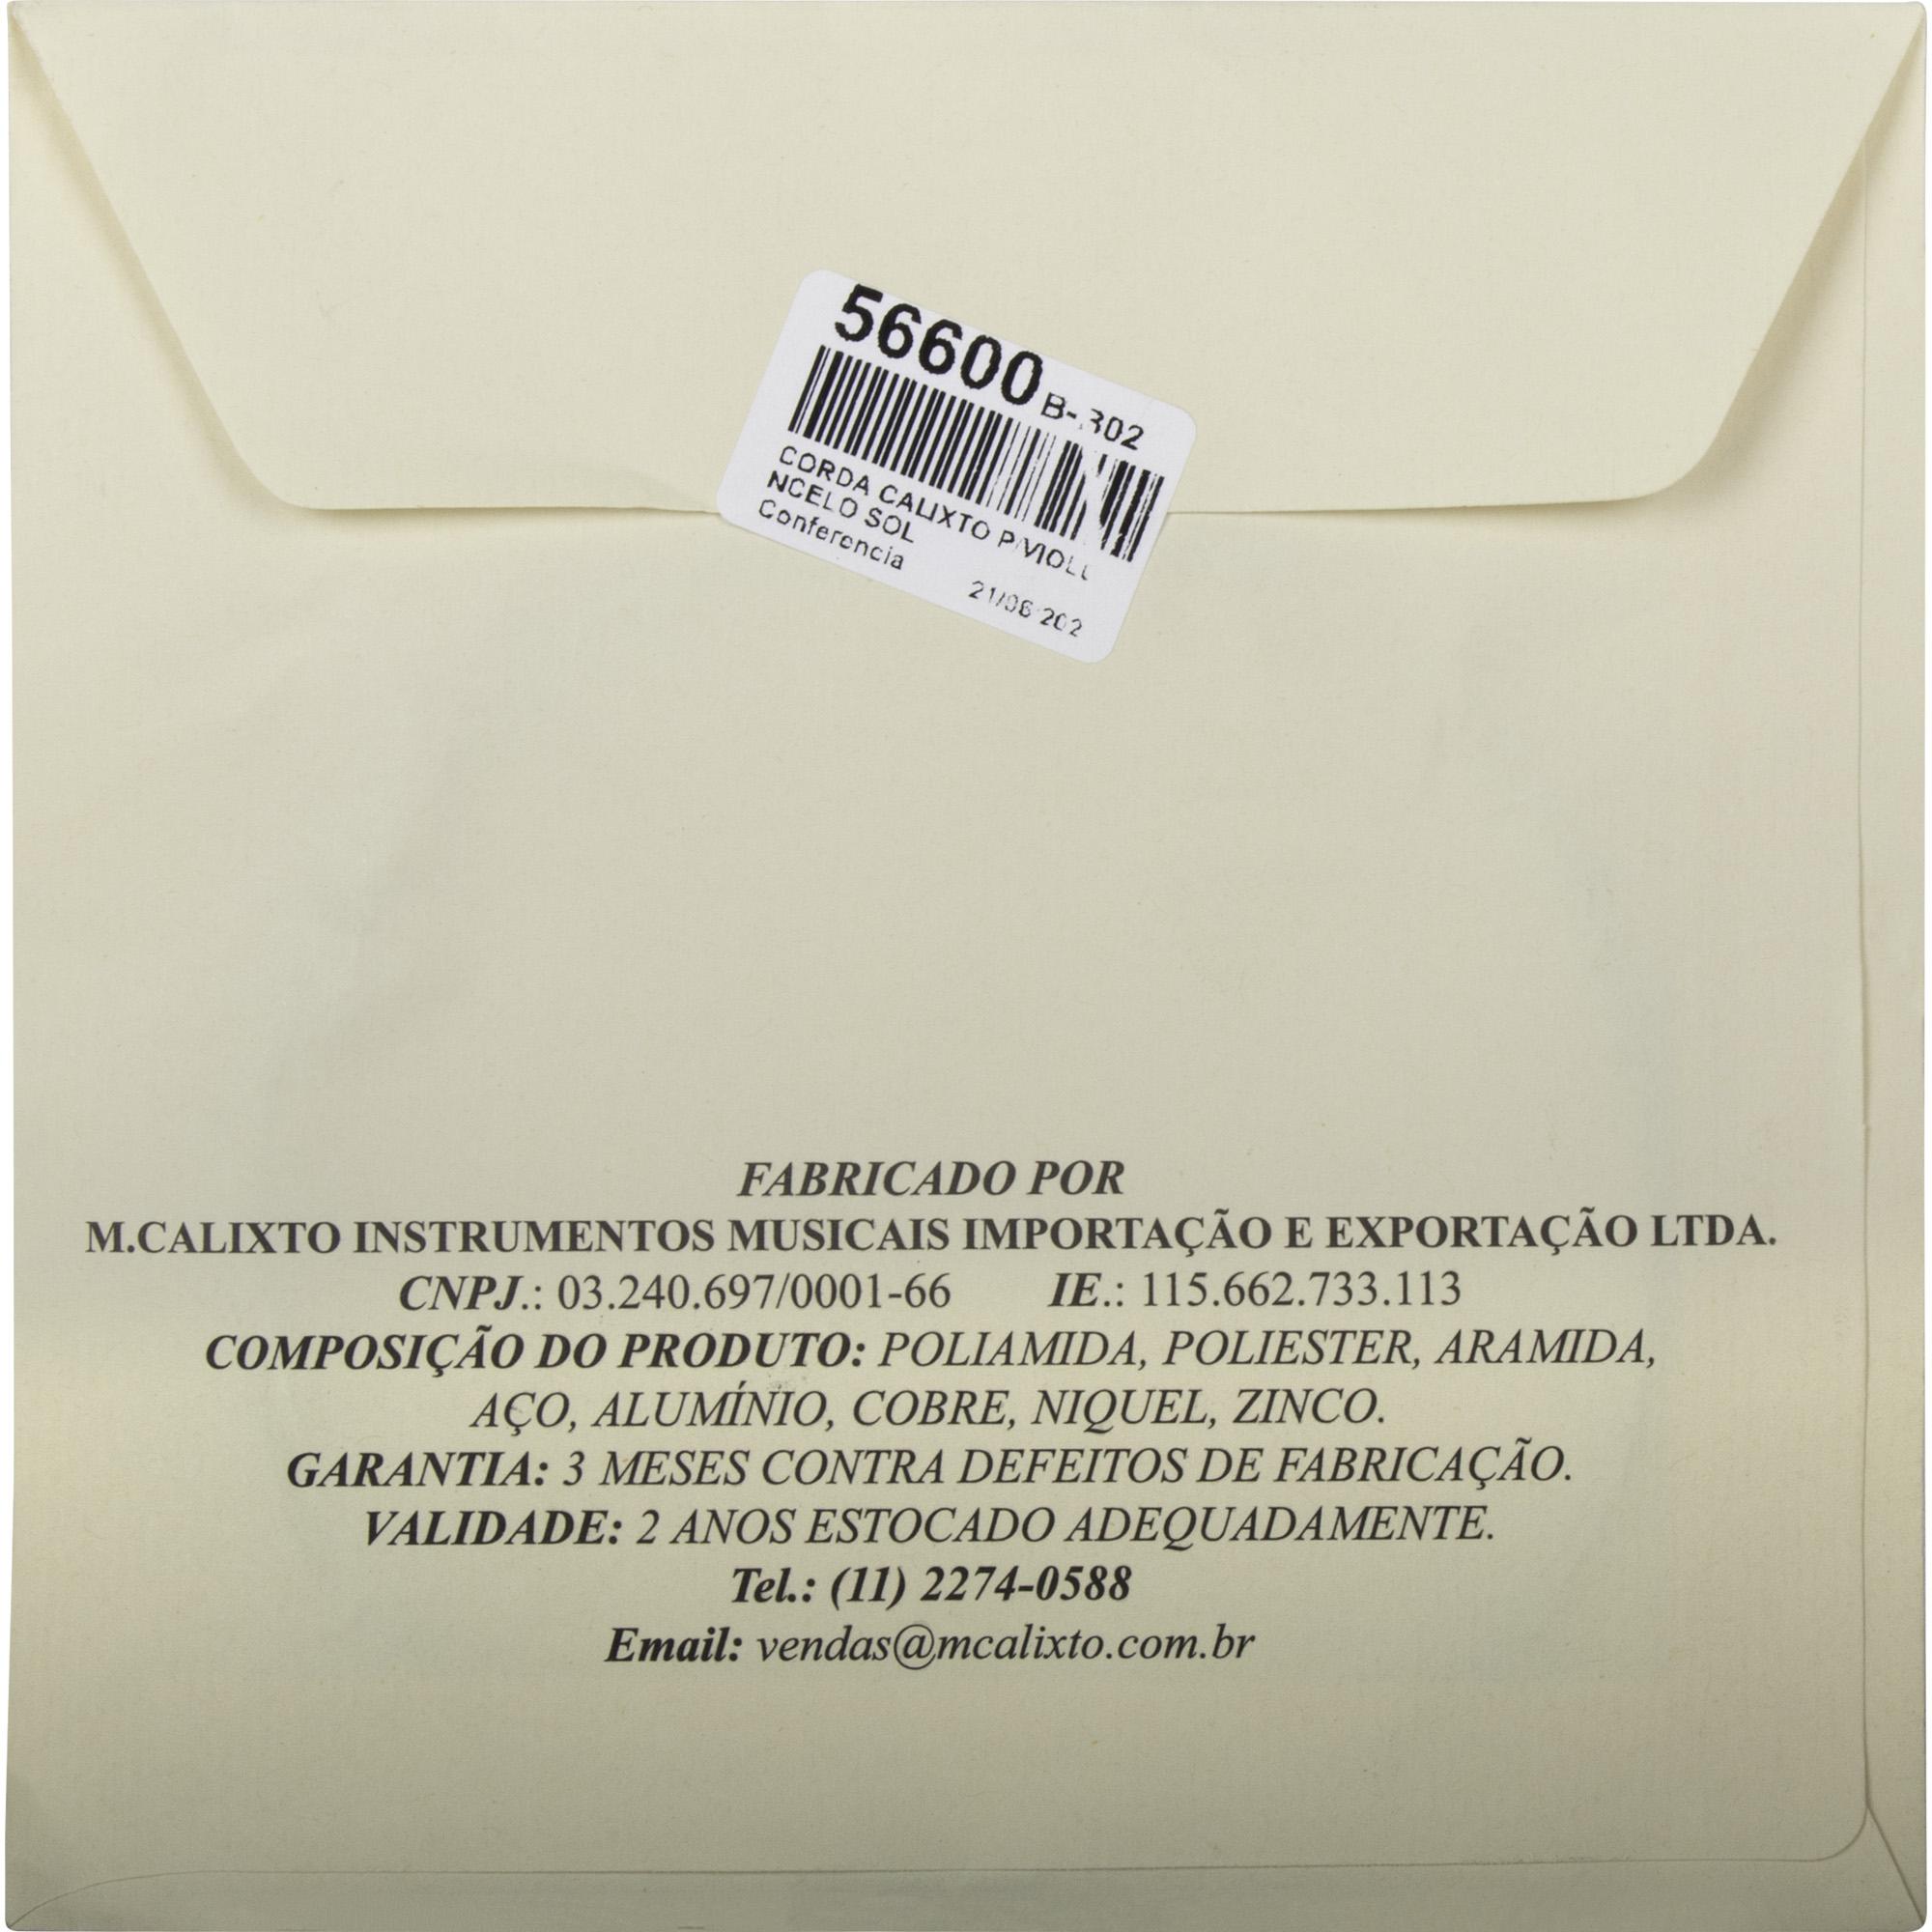 56600
CORDA CALIXTO
NCELO SOL
Conferencia
FABRICADO POR
M.CALIXTO INSTRUMENTOS MUSICAIS IMPORTAÇÃO E EXPORTAÇÃO LTDA.
CNPJ.: 03.240.697/0001-66 IE.: 115.662.733.113
COMPOSIÇÃO DO PRODUTO: POLIAMIDA, POLIESTER, ARAMIDA,
AÇO, ALUMÍNIO, COBRE, NIQUEL, ZINCO.
GARANTIA: 3 MESES CONTRA DEFEITOS DE FABRICAÇÃO.
VALIDADE: 2 ANOS ESTOCADO ADEQUADAMENTE.
Tel.: (11) 2274-0588
Email: vendas@mcalixto.com.br